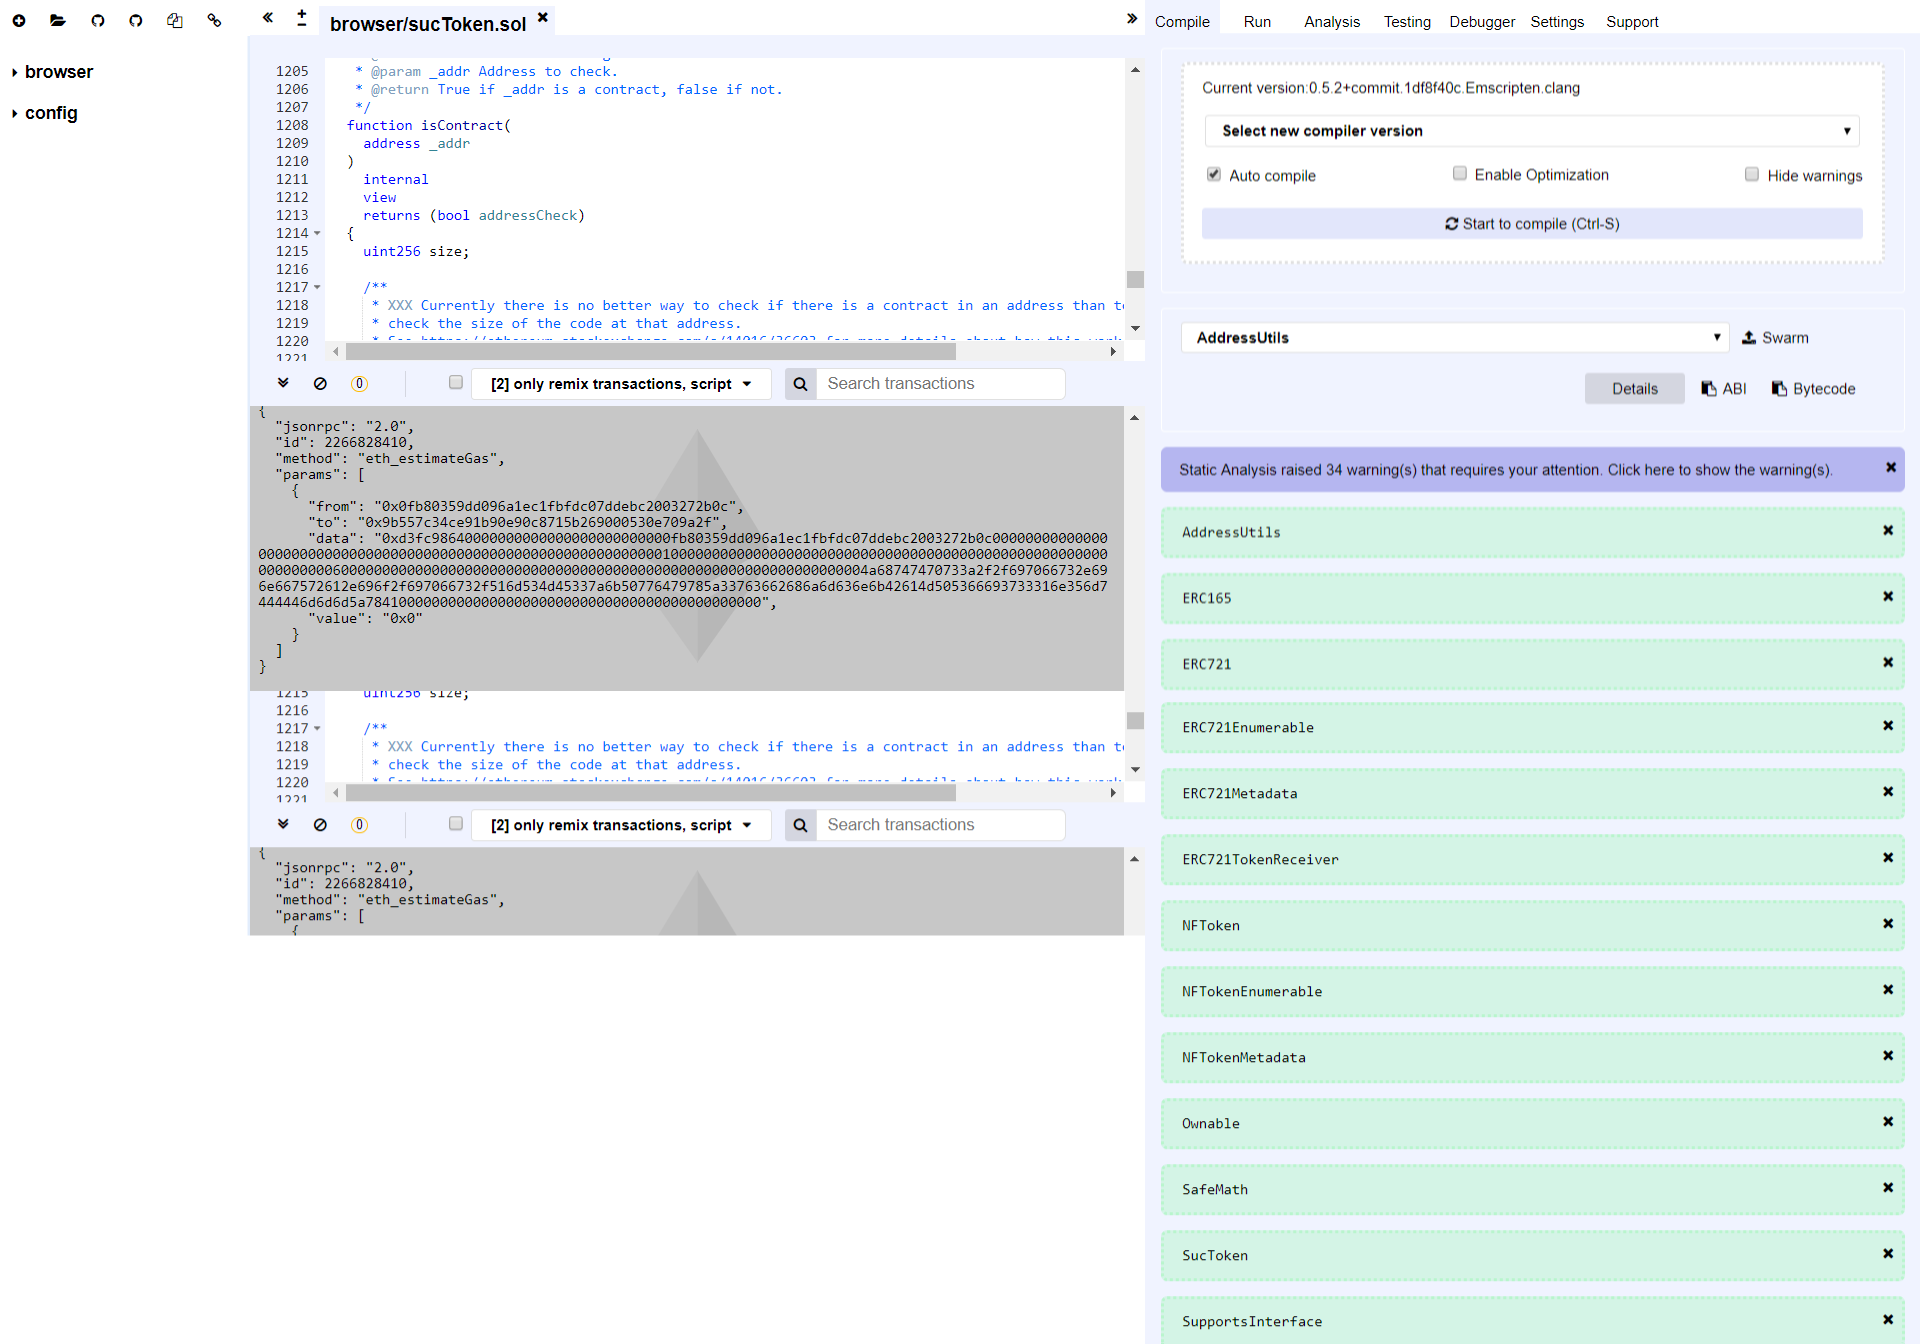 browser
config
browser/sucToken.sol
1205 * @param _addr Address to check.
1206 * @return True if _addr is a contract, false if not.
1207 */
1208 function isContract(
1209 address _addr
1210 )
1211 internal
1212 view
1213 returns (bool addressCheck)
1214 {
1215 uint256 size;
1216
1217 /**
1218 * XXX Currently there is no better way to check if there is a contract in an address than to
1219 * check the size of the code at that address.
1220
1221
0
[2] only remix transactions, script
Search transactions
{
"jsonrpc": "2.0",
"id": 2266828410,
"method": "eth_estimateGas",
"params": [
{
"from": "0x0fb80359dd096a1ec1fbfdc07ddebc2003272b0c",
"to": "0x9b557c34ce91b90e90c8715b269000530e709a2f",
"value": "0x0"
}
]
}
1215 uint256 size;
1216
1217 /**
1218 * XXX Currently there is no better way to check if there is a contract in an address than to
1219 * check the size of the code at that address.
1220
1221
0
[2] only remix transactions, script
Search transactions
{
"jsonrpc": "2.0",
"id": 2266828410,
"method": "eth_estimateGas",
"params": [
{
Compile Run Analysis Testing Debugger Settings Support
Current version:0.5.2+commit.1df8f40c.Emscripten.clang
Select new compiler version
Auto compile Enable Optimization Hide warnings
Start to compile (Ctrl-S)
AddressUtils Swarm
Details ABI Bytecode
Static Analysis raised 34 warning(s) that requires your attention. Click here to show the warning(s).
AddressUtils
ERC165
ERC721
ERC721Enumerable
ERC721Metadata
ERC721TokenReceiver
NFToken
NFTokenEnumerable
NFTokenMetadata
Ownable
SafeMath
SucToken
SupportsInterface